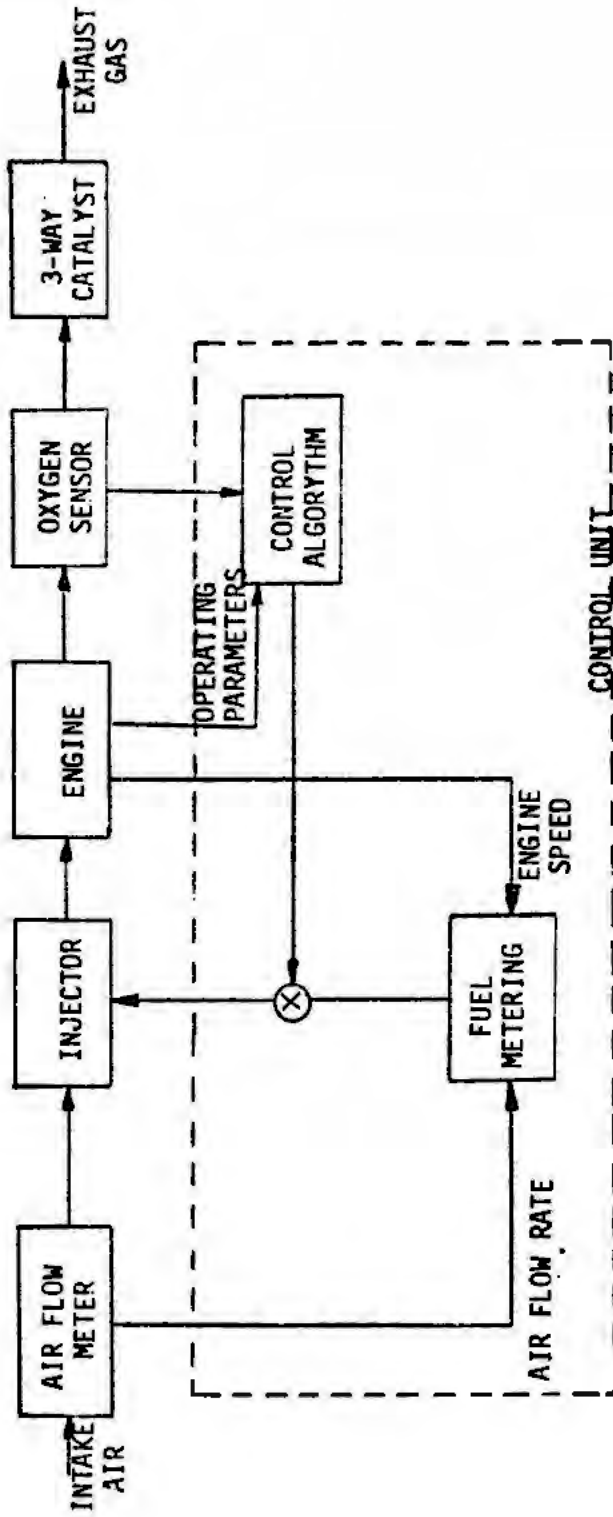 INTAKE
AIR
AIR FLOW
METER
INJECTOR
ENGINE
OXYGEN
SENSOR
3-WAY
CATALYST
EXHAUST
GAS
OPERATING
PARAMETERS
CONTROL
ALGORYTHM
X
FUEL
METERING
AIR FLOW RATE
ENGINE
SPEED
CONTROL UNIT